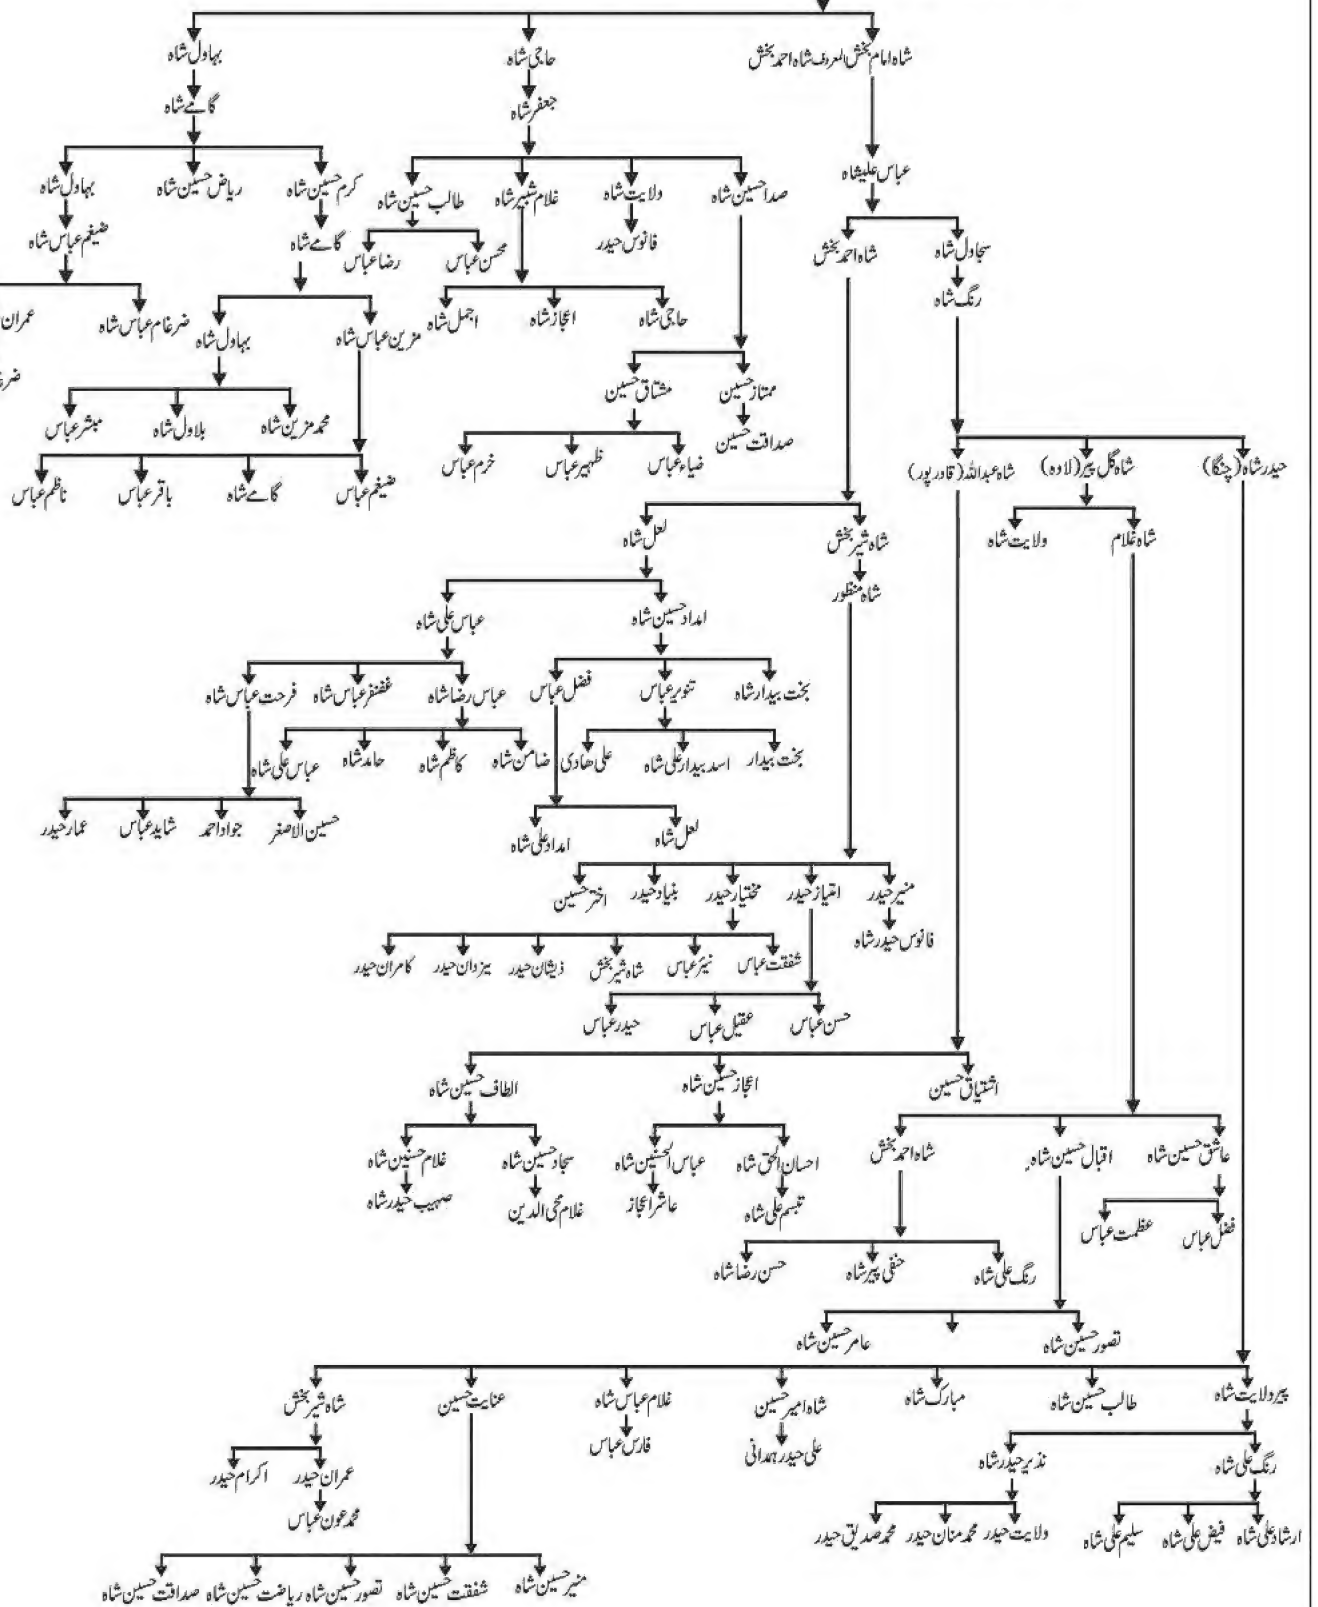 شاہ امام بخش المعروف شاہ احمد بخش حاجی شاہ بہاول شاہ
جعفر شاہ گامے شاہ
عباس علیشاہ
صدا حسین شاہ ولایت شاہ غلام شبیر شاہ طالب حسین شاہ کرم حسین شاہ ریاض حسین شاہ بہاول شاہ
سجاول شاہ شاہ احمد بخش فانوس حیدر محسن عباس رضا عباس گامے شاہ ضیغم عباس شاہ
رنگ شاہ
حاجی شاہ اعجاز شاہ اجمل شاہ مزین عباس شاہ بہاول شاہ ضرغام عباس شاہ عمران
ممتاز حسین مشتاق حسین
محمد مزین شاہ بلاول شاہ مبشر عباس
صداقت حسین
حیدر شاہ (چنگا) شاہ گل پیر (لادہ) شاہ عبداللہ (قادر پور) ضیاء عباس ظہیر عباس خرم عباس
ضیغم عباس گامے شاہ باقر عباس ناظم عباس
شاہ غلام ولایت شاہ شاہ شیر بخش لعل شاہ
شاہ منظور
امداد حسین شاہ عباس علی شاہ
بخت بیدار شاہ تنویر عباس فضل عباس عباس رضا شاہ غضنفر عباس شاہ فرحت عباس شاہ
بخت بیدار اسد بیدار علی شاہ علی ھادی ضامن شاہ کاظم شاہ حامد شاہ عباس علی شاہ
لعل شاہ امداد علی شاہ حسین الاصغر جواد احمد شاہد عباس عمار حیدر
منیر حیدر امتیاز حیدر مختیار حیدر بنیاد حیدر اختر حسین
فانوس حیدر شاہ
شفقت عباس نیئر عباس شاہ شیر بخش ذیشان حیدر یزدان حیدر کامران حیدر
حسن عباس عقیل عباس حیدر عباس
اشتیاق حسین اعجاز حسین شاہ الطاف حسین شاہ
عاشق حسین شاہ اقبال حسین شاہ شاہ احمد بخش احسان الحق شاہ عباس الحسنین شاہ سجاد حسین شاہ غلام حسنین شاہ
فضل عباس عظمت عباس تبسم علی شاہ عاشر اعجاز غلام محی الدین صہیب حیدر شاہ
رنگ علی شاہ حنفی پیر شاہ حسن رضا شاہ
تصور حسین شاہ عامر حسین شاہ
پیر ولایت شاہ طالب حسین شاہ مبارک شاہ شاہ امیر حسین غلام عباس شاہ عنایت حسین شاہ شیر بخش
علی حیدر ہمدانی فارس عباس
رنگ علی شاہ نذیر حیدر شاہ عمران حیدر اکرام حیدر
محمد عون عباس
ارشاد علی شاہ فیض علی شاہ سلیم علی شاہ ولایت حیدر محمد منان حیدر محمد صدیق حیدر
منیر حسین شاہ شفقت حسین شاہ تصور حسین شاہ ریاضت حسین شاہ صداقت حسین شاہ